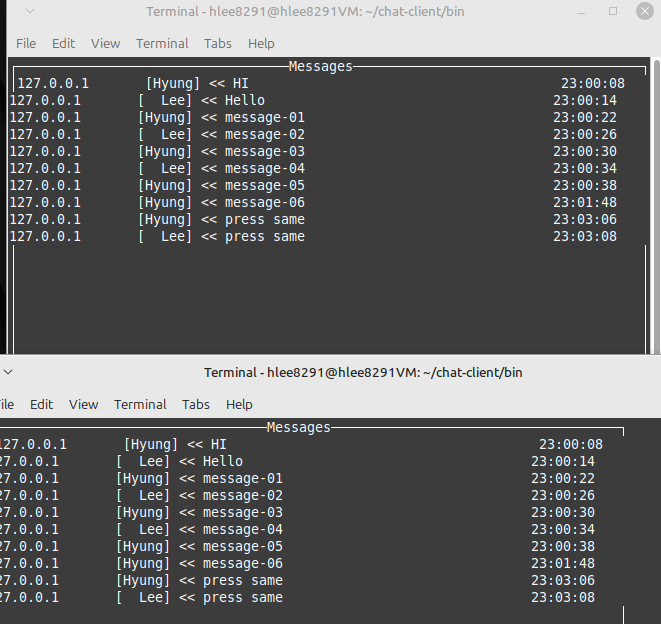 Terminal - hlee8291@hlee8291VM: ~/chat-client/bin
File Edit View Terminal Tabs Help
Messages
127.0.0.1 [Hyung] << HI 23:00:08
127.0.0.1 [ Lee] << Hello 23:00:14
127.0.0.1 [Hyung] << message-01 23:00:22
127.0.0.1 [ Lee] << message-02 23:00:26
127.0.0.1 [Hyung] << message-03 23:00:30
127.0.0.1 [ Lee] << message-04 23:00:34
127.0.0.1 [Hyung] << message-05 23:00:38
127.0.0.1 [Hyung] << message-06 23:01:48
127.0.0.1 [Hyung] << press same 23:03:06
127.0.0.1 [ Lee] << press same 23:03:08
Terminal - hlee8291@hlee8291VM: ~/chat-client/bin
ile Edit View Terminal Tabs Help
Messages
127.0.0.1 [Hyung] << HI 23:00:08
27.0.0.1 [ Lee] << Hello 23:00:14
27.0.0.1 [Hyung] << message-01 23:00:22
27.0.0.1 [ Lee] << message-02 23:00:26
27.0.0.1 [Hyung] << message-03 23:00:30
27.0.0.1 [ Lee] << message-04 23:00:34
27.0.0.1 [Hyung] << message-05 23:00:38
27.0.0.1 [Hyung] << message-06 23:01:48
27.0.0.1 [Hyung] << press same 23:03:06
27.0.0.1 [ Lee] << press same 23:03:08